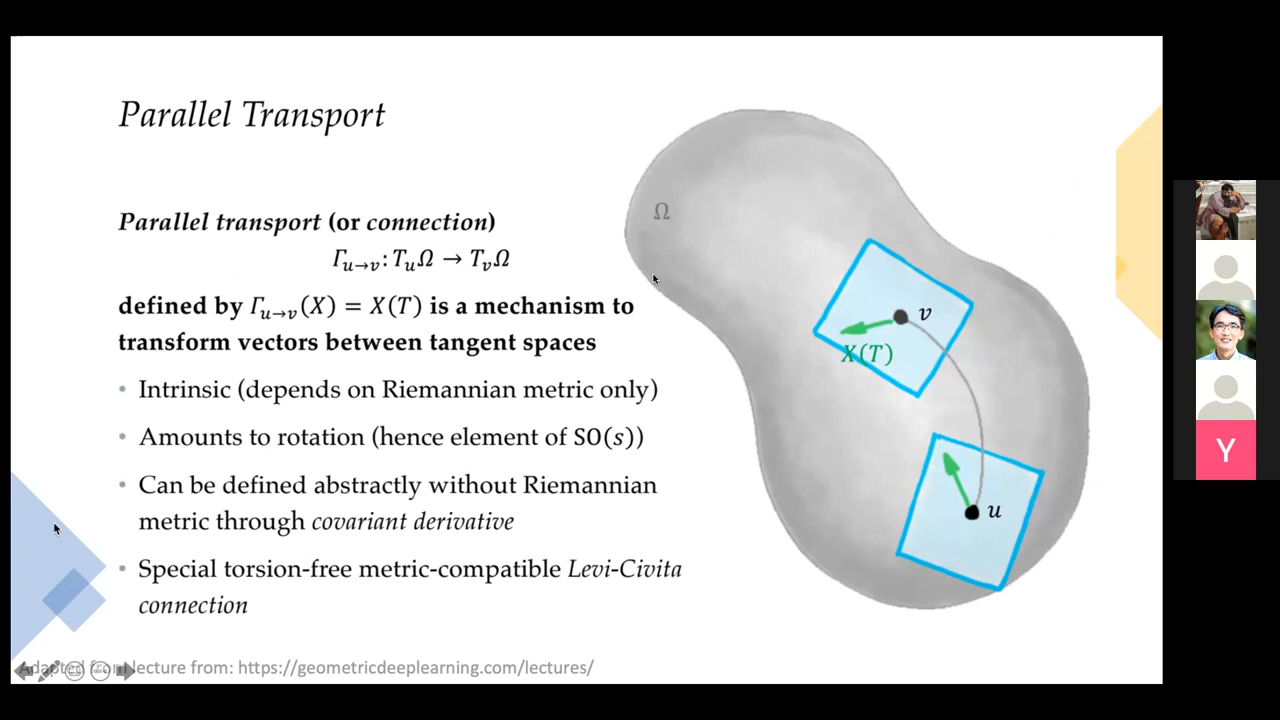 Parallel Transport
Parallel transport (or connection)
Γᵤ→ᵥ: TᵤΩ → TᵥΩ
defined by Γᵤ→ᵥ(X) = X(T) is a mechanism to
transform vectors between tangent spaces
• Intrinsic (depends on Riemannian metric only)
• Amounts to rotation (hence element of SO(s))
• Can be defined abstractly without Riemannian
metric through covariant derivative
• Special torsion-free metric-compatible Levi-Civita
connection
Ω
v
X(T)
u
Adapted from lecture from: https://geometricdeeplearning.com/lectures/
Y